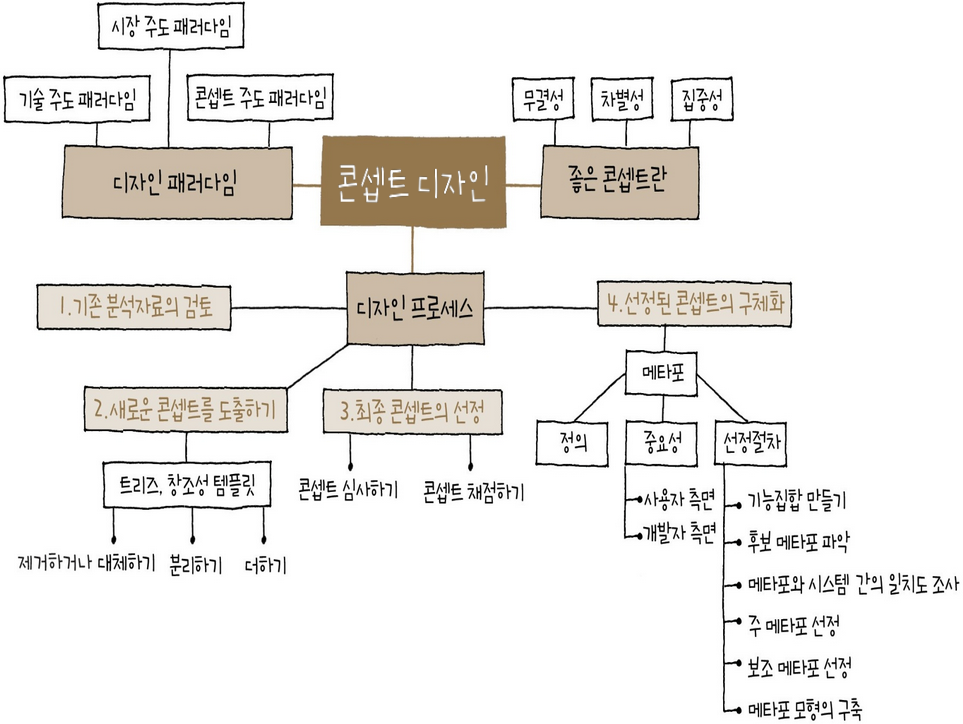 시장 주도 패러다임
기술 주도 패러다임
콘셉트 주도 패러다임
무결성
차별성
집중성
디자인 패러다임
콘셉트 디자인
좋은 콘셉트란
1.기존 분석자료의 검토
디자인 프로세스
4.선정된 콘셉트의 구체화
메타포
2.새로운 콘셉트를 도출하기
3.최종 콘셉트의 선정
정의
중요성
선정절차
트리즈, 창조성 템플릿
콘셉트 심사하기
콘셉트 채점하기
제거하거나 대체하기
분리하기
더하기
사용자 측면
개발자 측면
기능집합 만들기
후보 메타포 파악
메타포와 시스템 간의 일치도 조사
주 메타포 선정
보조 메타포 선정
메타포 모형의 구축